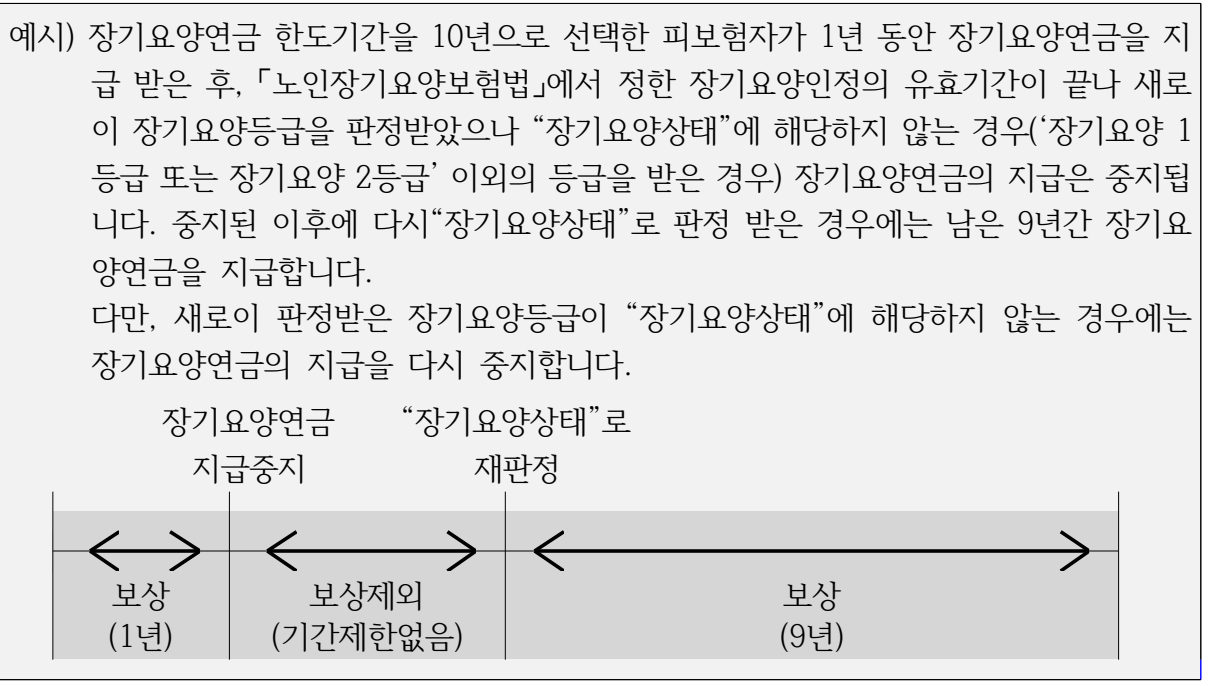 예시) 장기요양연금 한도기간을 10년으로 선택한 피보험자가 1년 동안 장기요양연금을 지
급 받은 후, 「노인장기요양보험법」에서 정한 장기요양인정의 유효기간이 끝나 새로
이 장기요양등급을 판정받았으나 “장기요양상태”에 해당하지 않는 경우(‘장기요양 1
등급 또는 장기요양 2등급’ 이외의 등급을 받은 경우) 장기요양연금의 지급은 중지됩
니다. 중지된 이후에 다시“장기요양상태”로 판정 받은 경우에는 남은 9년간 장기요
양연금을 지급합니다.
다만, 새로이 판정받은 장기요양등급이 “장기요양상태”에 해당하지 않는 경우에는
장기요양연금의 지급을 다시 중지합니다.
장기요양연금 “장기요양상태”로
지급중지 재판정
보상 보상제외 보상
(1년) (기간제한없음) (9년)